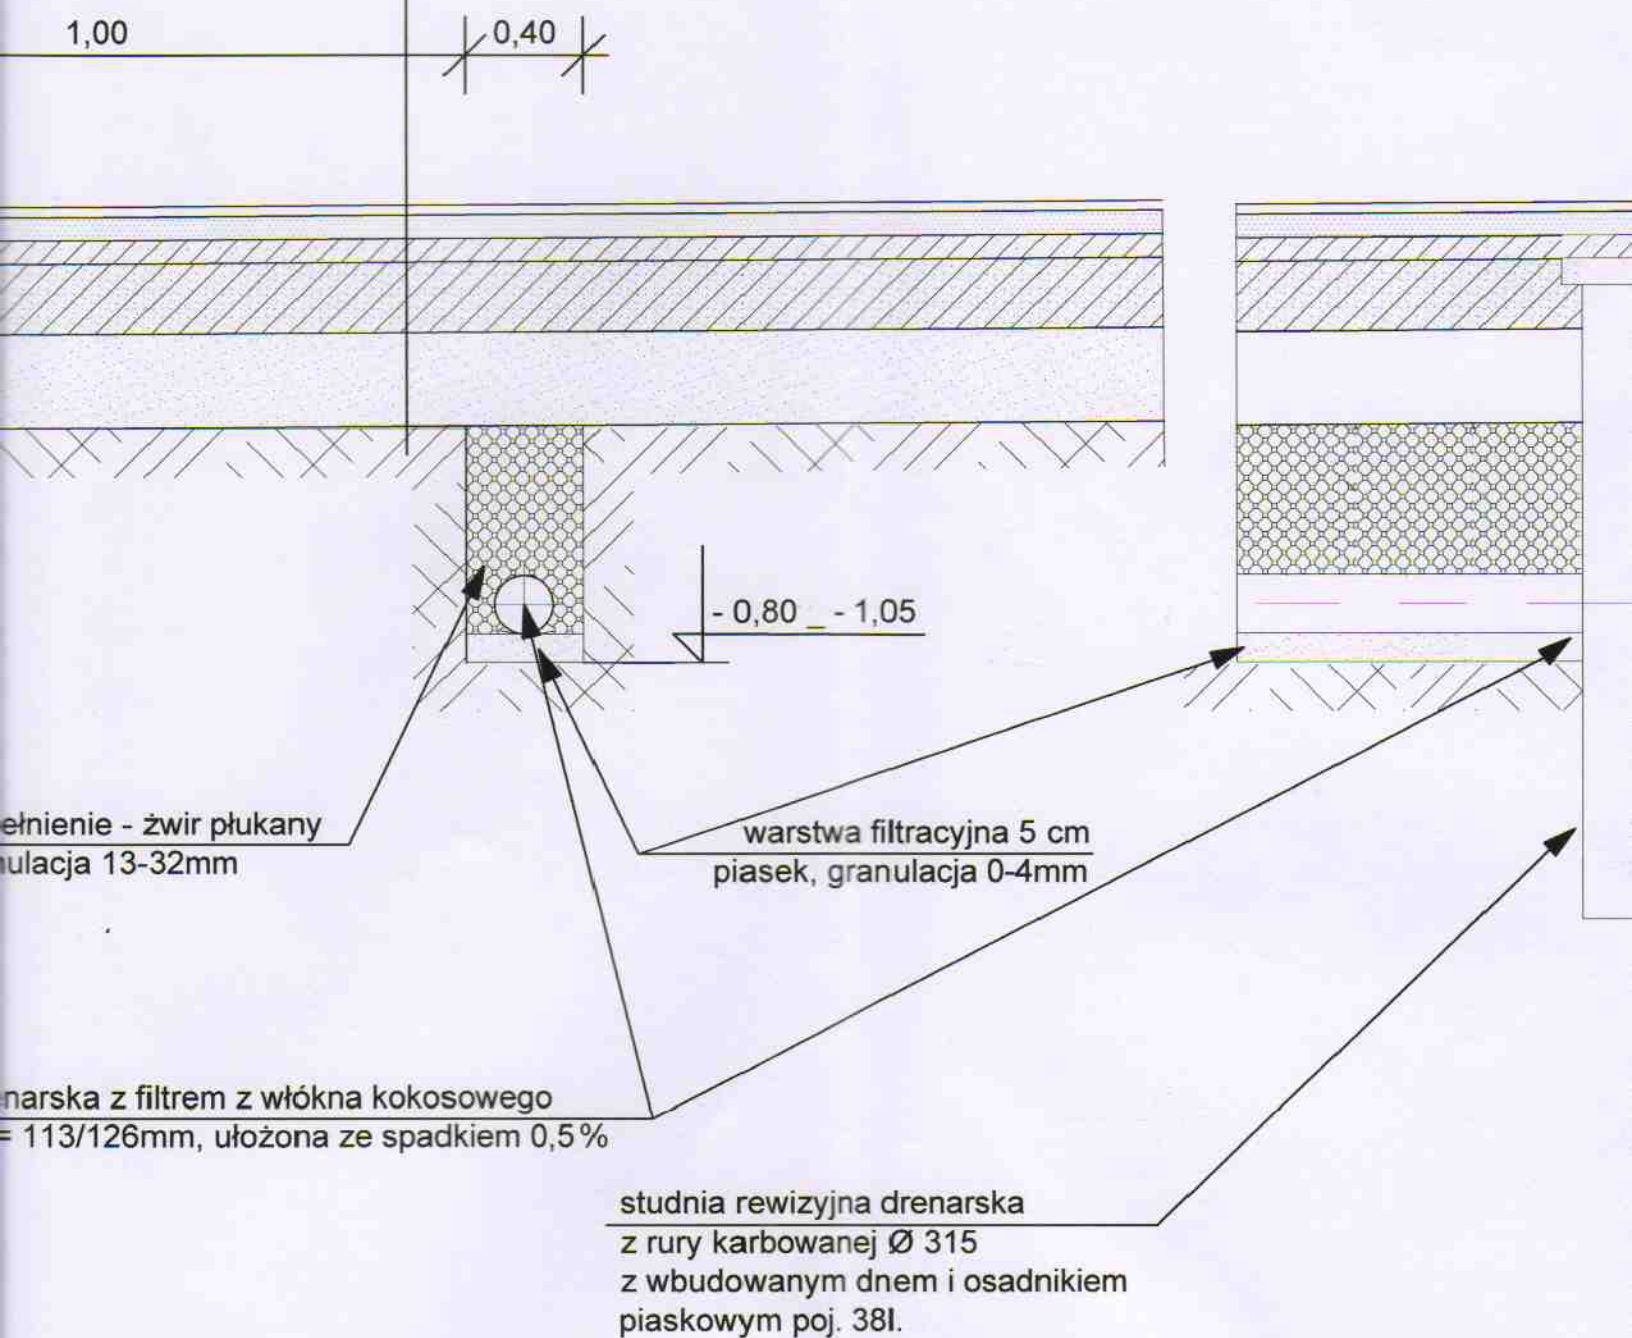 1,00
0,40
- 0,80 _ - 1,05
ełnienie - żwir płukany
ulacja 13-32mm
warstwa filtracyjna 5 cm
piasek, granulacja 0-4mm
narska z filtrem z włókna kokosowego
= 113/126mm, ułożona ze spadkiem 0,5%
studnia rewizyjna drenarska
z rury karbowanej Ø 315
z wbudowanym dnem i osadnikiem
piaskowym poj. 38l.